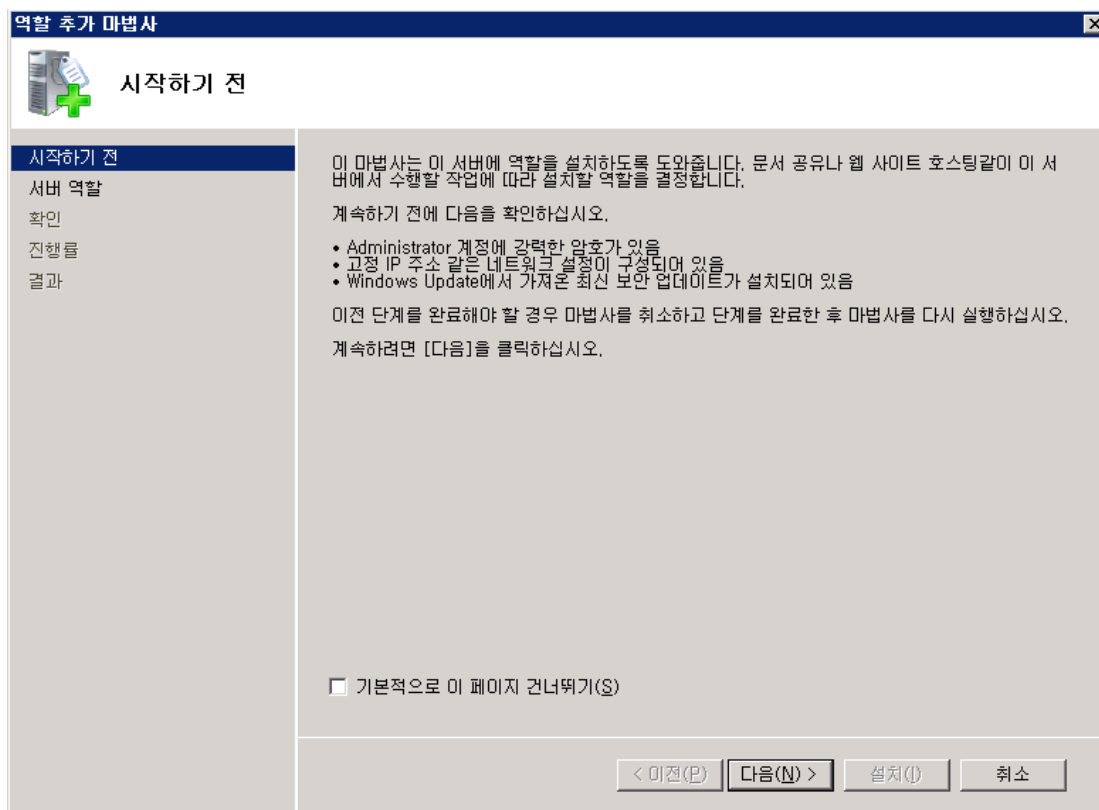 역할 추가 마법사
시작하기 전
시작하기 전
서버 역할
확인
진행률
결과
이 마법사는 이 서버에 역할을 설치하도록 도와줍니다. 문서 공유나 웹 사이트 호스팅같이 이 서
버에서 수행할 작업에 따라 설치할 역할을 결정합니다.
계속하기 전에 다음을 확인하십시오.
• Administrator 계정에 강력한 암호가 있음
• 고정 IP 주소 같은 네트워크 설정이 구성되어 있음
• Windows Update에서 가져온 최신 보안 업데이트가 설치되어 있음
이전 단계를 완료해야 할 경우 마법사를 취소하고 단계를 완료한 후 마법사를 다시 실행하십시오.
계속하려면 [다음]을 클릭하십시오.
기본적으로 이 페이지 건너뛰기(S)
< 이전(P) 다음(N) > 설치(I) 취소